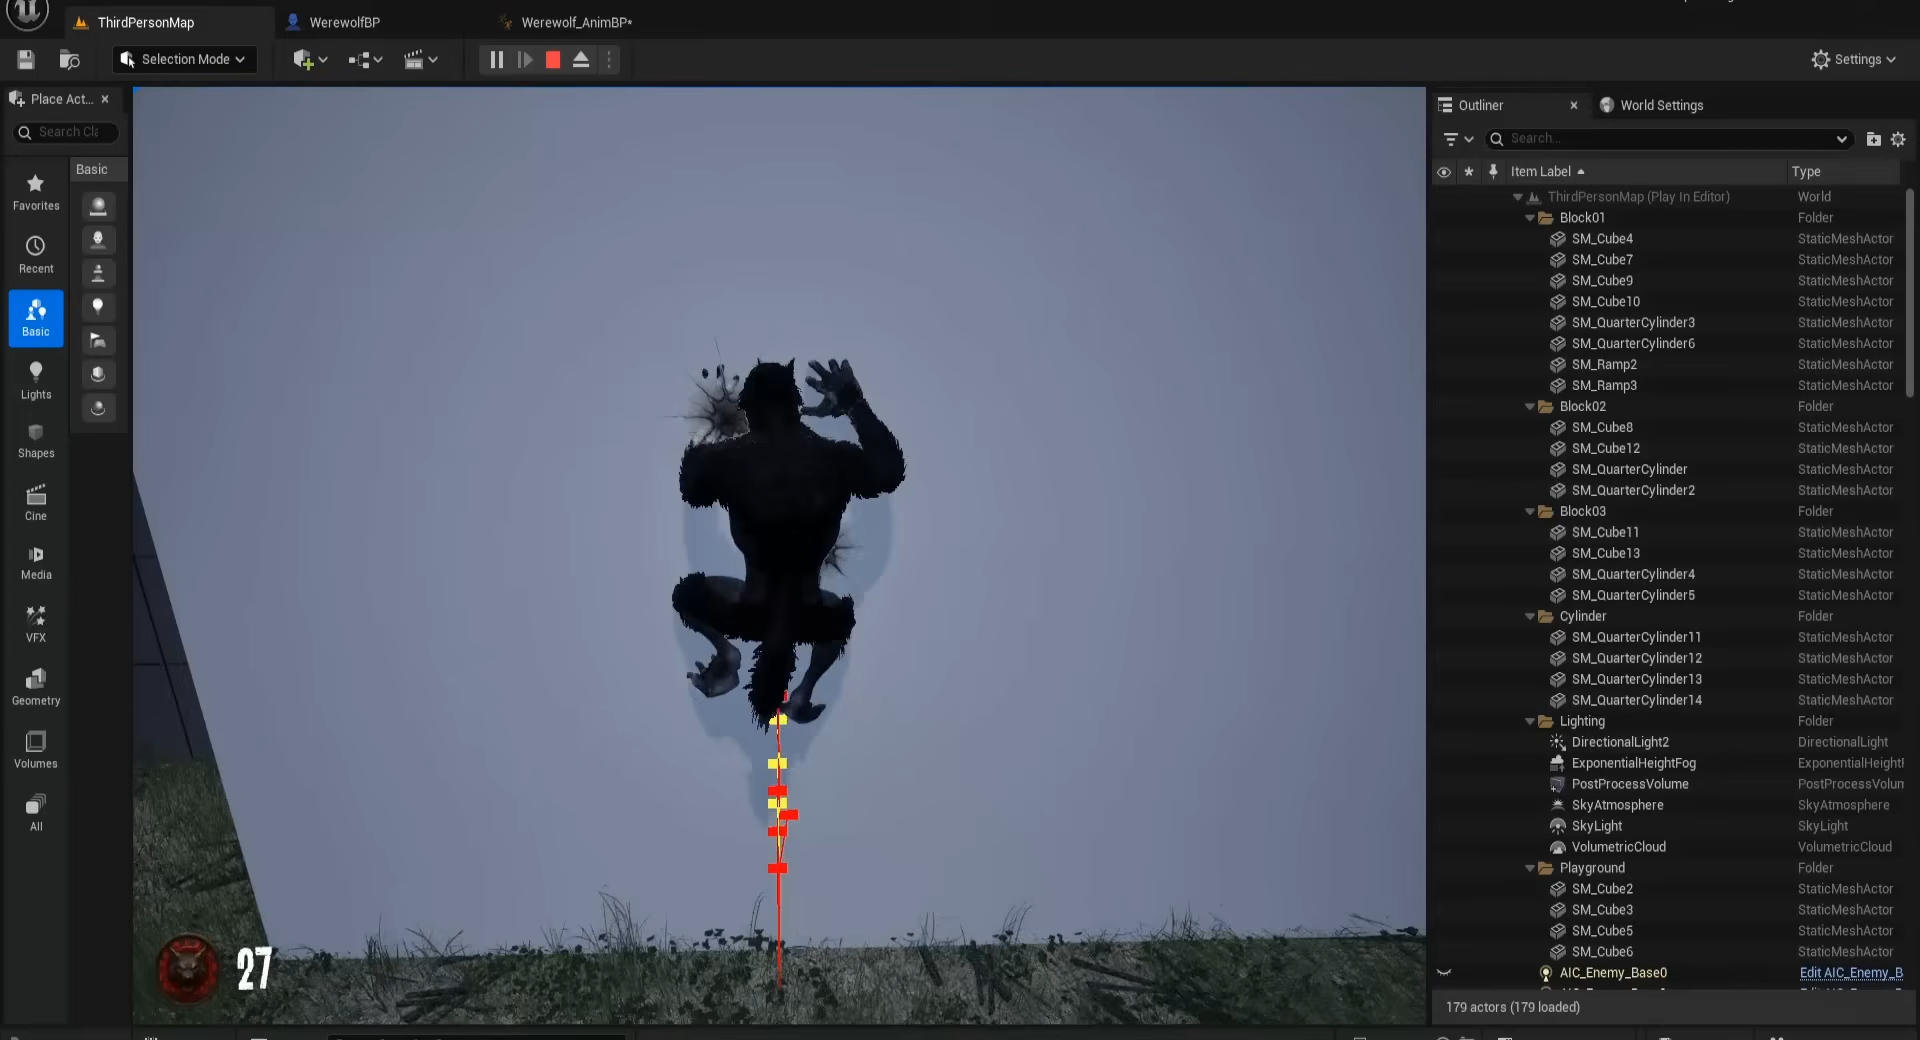 ThirdPersonMap
WerewolfBP
Werewolf_AnimBP*
Selection Mode
Settings
Place Act...
Search Cla
Favorites
Recent
Basic
Lights
Shapes
Cine
Media
VFX
Geometry
Volumes
All
Basic
27
Outliner
World Settings
Search...
Item Label
Type
ThirdPersonMap (Play In Editor) World
Block01 Folder
SM_Cube4 StaticMeshActor
SM_Cube7 StaticMeshActor
SM_Cube9 StaticMeshActor
SM_Cube10 StaticMeshActor
SM_QuarterCylinder3 StaticMeshActor
SM_QuarterCylinder6 StaticMeshActor
SM_Ramp2 StaticMeshActor
SM_Ramp3 StaticMeshActor
Block02 Folder
SM_Cube8 StaticMeshActor
SM_Cube12 StaticMeshActor
SM_QuarterCylinder StaticMeshActor
SM_QuarterCylinder2 StaticMeshActor
Block03 Folder
SM_Cube11 StaticMeshActor
SM_Cube13 StaticMeshActor
SM_QuarterCylinder4 StaticMeshActor
SM_QuarterCylinder5 StaticMeshActor
Cylinder Folder
SM_QuarterCylinder11 StaticMeshActor
SM_QuarterCylinder12 StaticMeshActor
SM_QuarterCylinder13 StaticMeshActor
SM_QuarterCylinder14 StaticMeshActor
Lighting Folder
DirectionalLight2 DirectionalLight
ExponentialHeightFog ExponentialHeightF
PostProcessVolume PostProcessVolum
SkyAtmosphere SkyAtmosphere
SkyLight SkyLight
VolumetricCloud VolumetricCloud
Playground Folder
SM_Cube2 StaticMeshActor
SM_Cube3 StaticMeshActor
SM_Cube5 StaticMeshActor
SM_Cube6 StaticMeshActor
AIC_Enemy_Base0 Edit AIC_Enemy_B
179 actors (179 loaded)